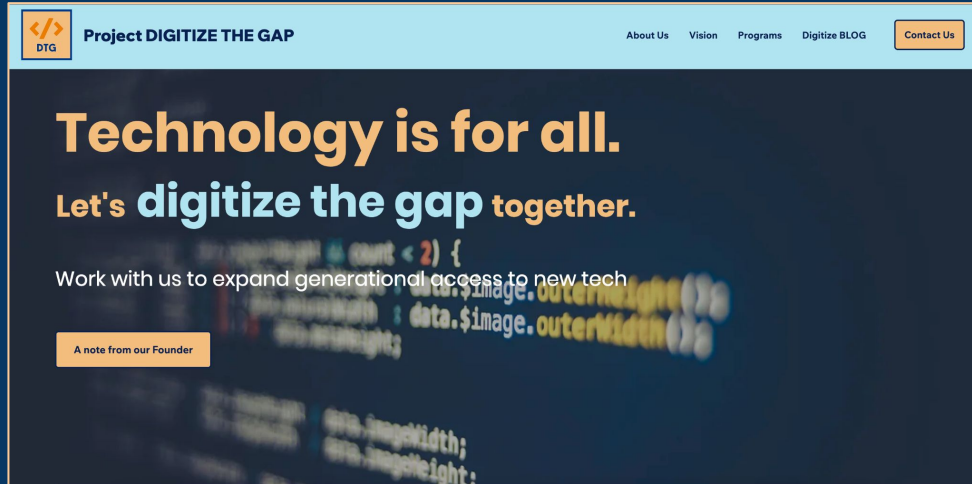 </>
DTG
Project DIGITIZE THE GAP
About Us
Vision
Programs
Digitize BLOG
Contact Us
Technology is for all.
Let's digitize the gap together.
count < 2) {
Work with us to expand generational access to new tech
data.$image.outerHeight();
: data.$image.outerWidth();
A note from our Founder
data.imageWidth;
data.imageHeight;